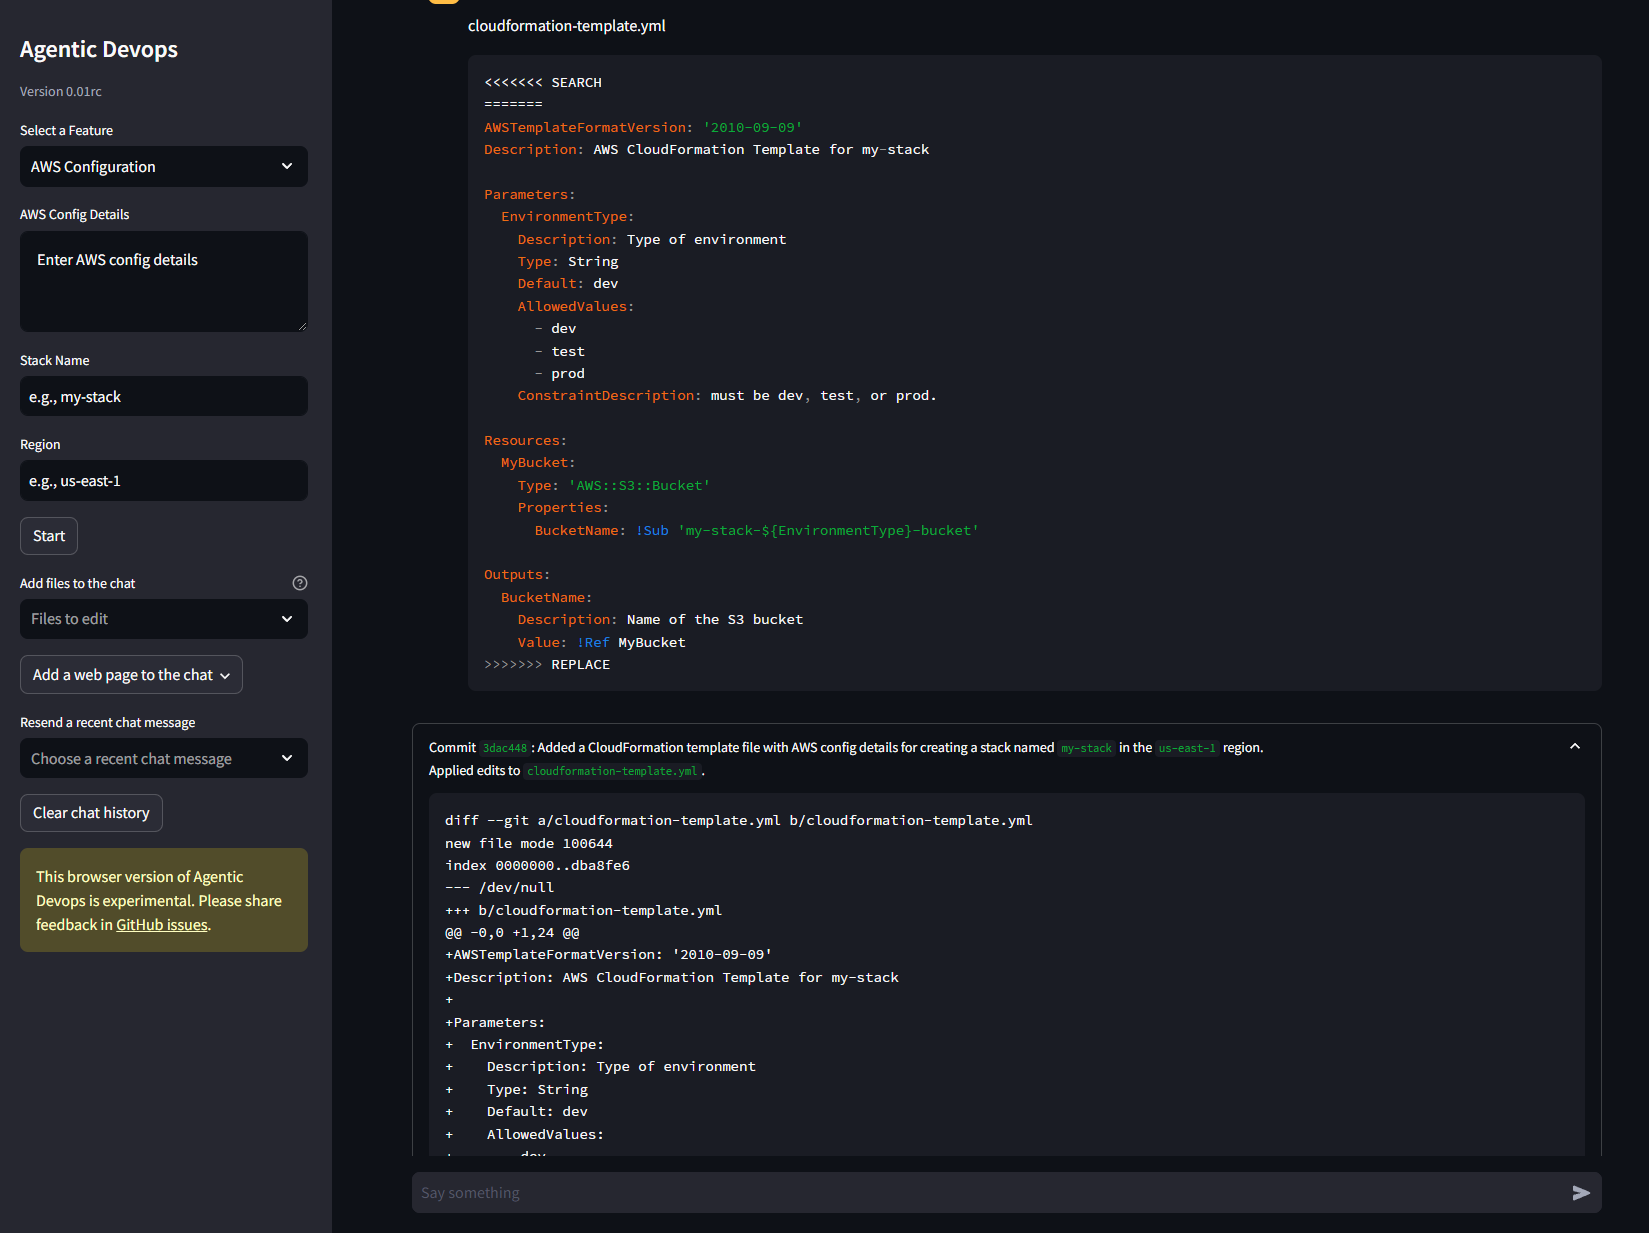 Agentic Devops
Version 0.01rc
Select a Feature
AWS Configuration
AWS Config Details
Enter AWS config details
Stack Name
e.g., my-stack
Region
e.g., us-east-1
Start
Add files to the chat
Files to edit
Add a web page to the chat
Resend a recent chat message
Choose a recent chat message
Clear chat history
This browser version of Agentic
Devops is experimental. Please share
feedback in GitHub issues.
cloudformation-template.yml
<<<<<<< SEARCH
=======
AWSTemplateFormatVersion: '2010-09-09'
Description: AWS CloudFormation Template for my-stack
Parameters:
  EnvironmentType:
    Description: Type of environment
    Type: String
    Default: dev
    AllowedValues:
      - dev
      - test
      - prod
    ConstraintDescription: must be dev, test, or prod.
Resources:
  MyBucket:
    Type: 'AWS::S3::Bucket'
    Properties:
      BucketName: !Sub 'my-stack-${EnvironmentType}-bucket'
Outputs:
  BucketName:
    Description: Name of the S3 bucket
    Value: !Ref MyBucket
>>>>>>> REPLACE
Commit 3dac448 : Added a CloudFormation template file with AWS config details for creating a stack named my-stack in the us-east-1 region.
Applied edits to cloudformation-template.yml .
diff --git a/cloudformation-template.yml b/cloudformation-template.yml
new file mode 100644
index 0000000..dba8fe6
--- /dev/null
+++ b/cloudformation-template.yml
@@ -0,0 +1,24 @@
+AWSTemplateFormatVersion: '2010-09-09'
+Description: AWS CloudFormation Template for my-stack
+
+Parameters:
+  EnvironmentType:
+    Description: Type of environment
+    Type: String
+    Default: dev
+    AllowedValues:
+      - dev
Say something